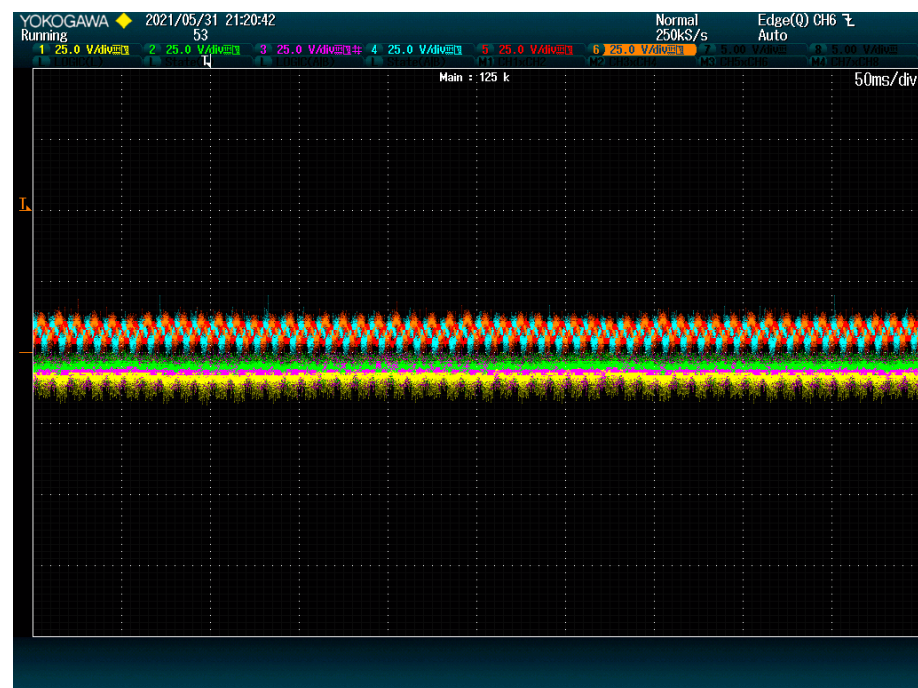 YOKOGAWA 2021/05/31 21:20:42 Normal Edge(Q) CH6
Running 53 250kS/s Auto
1 25.0 V/div 2 25.0 V/div 3 25.0 V/div 4 25.0 V/div 5 25.0 V/div 6 25.0 V/div 7 5.00 V/div 8 5.00 V/div
Main : 125 k
50ms/div